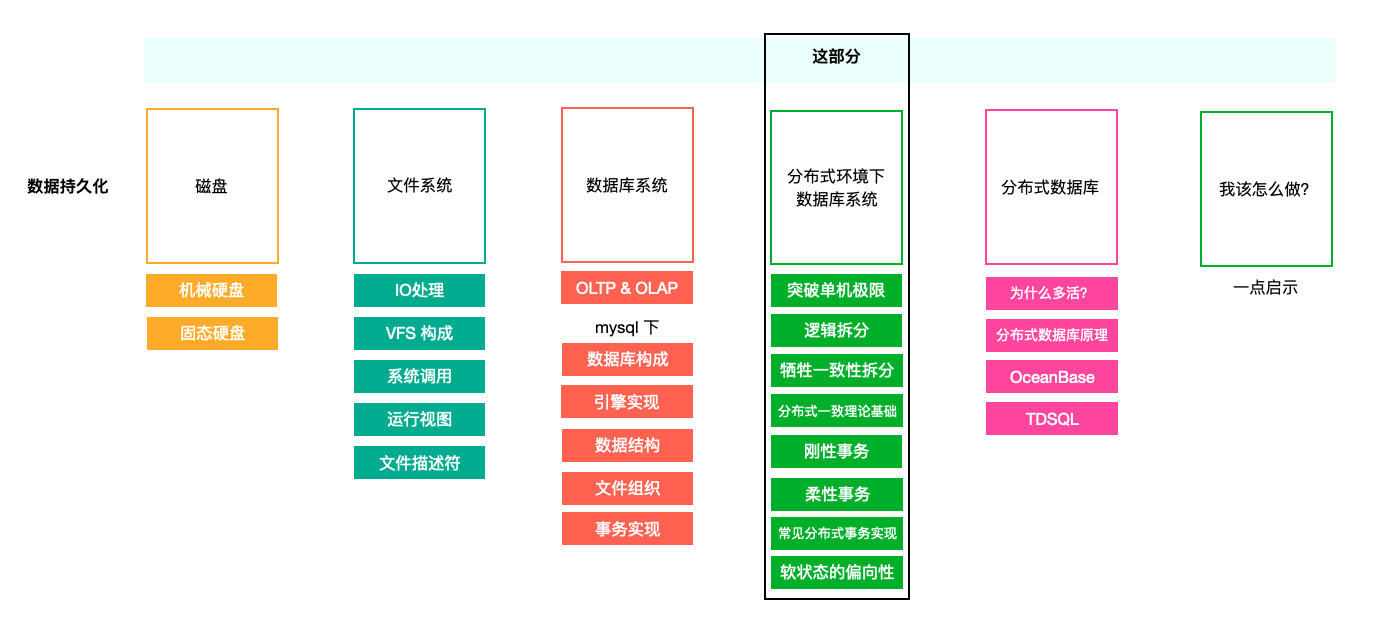 这部分
数据持久化
磁盘
机械硬盘
固态硬盘
文件系统
IO处理
VFS 构成
系统调用
运行视图
文件描述符
数据库系统
OLTP & OLAP
mysql 下
数据库构成
引擎实现
数据结构
文件组织
事务实现
分布式环境下
数据库系统
突破单机极限
逻辑拆分
牺牲一致性拆分
分布式一致理论基础
刚性事务
柔性事务
常见分布式事务实现
软状态的偏向性
分布式数据库
为什么多活?
分布式数据库原理
OceanBase
TDSQL
我该怎么做?
一点启示